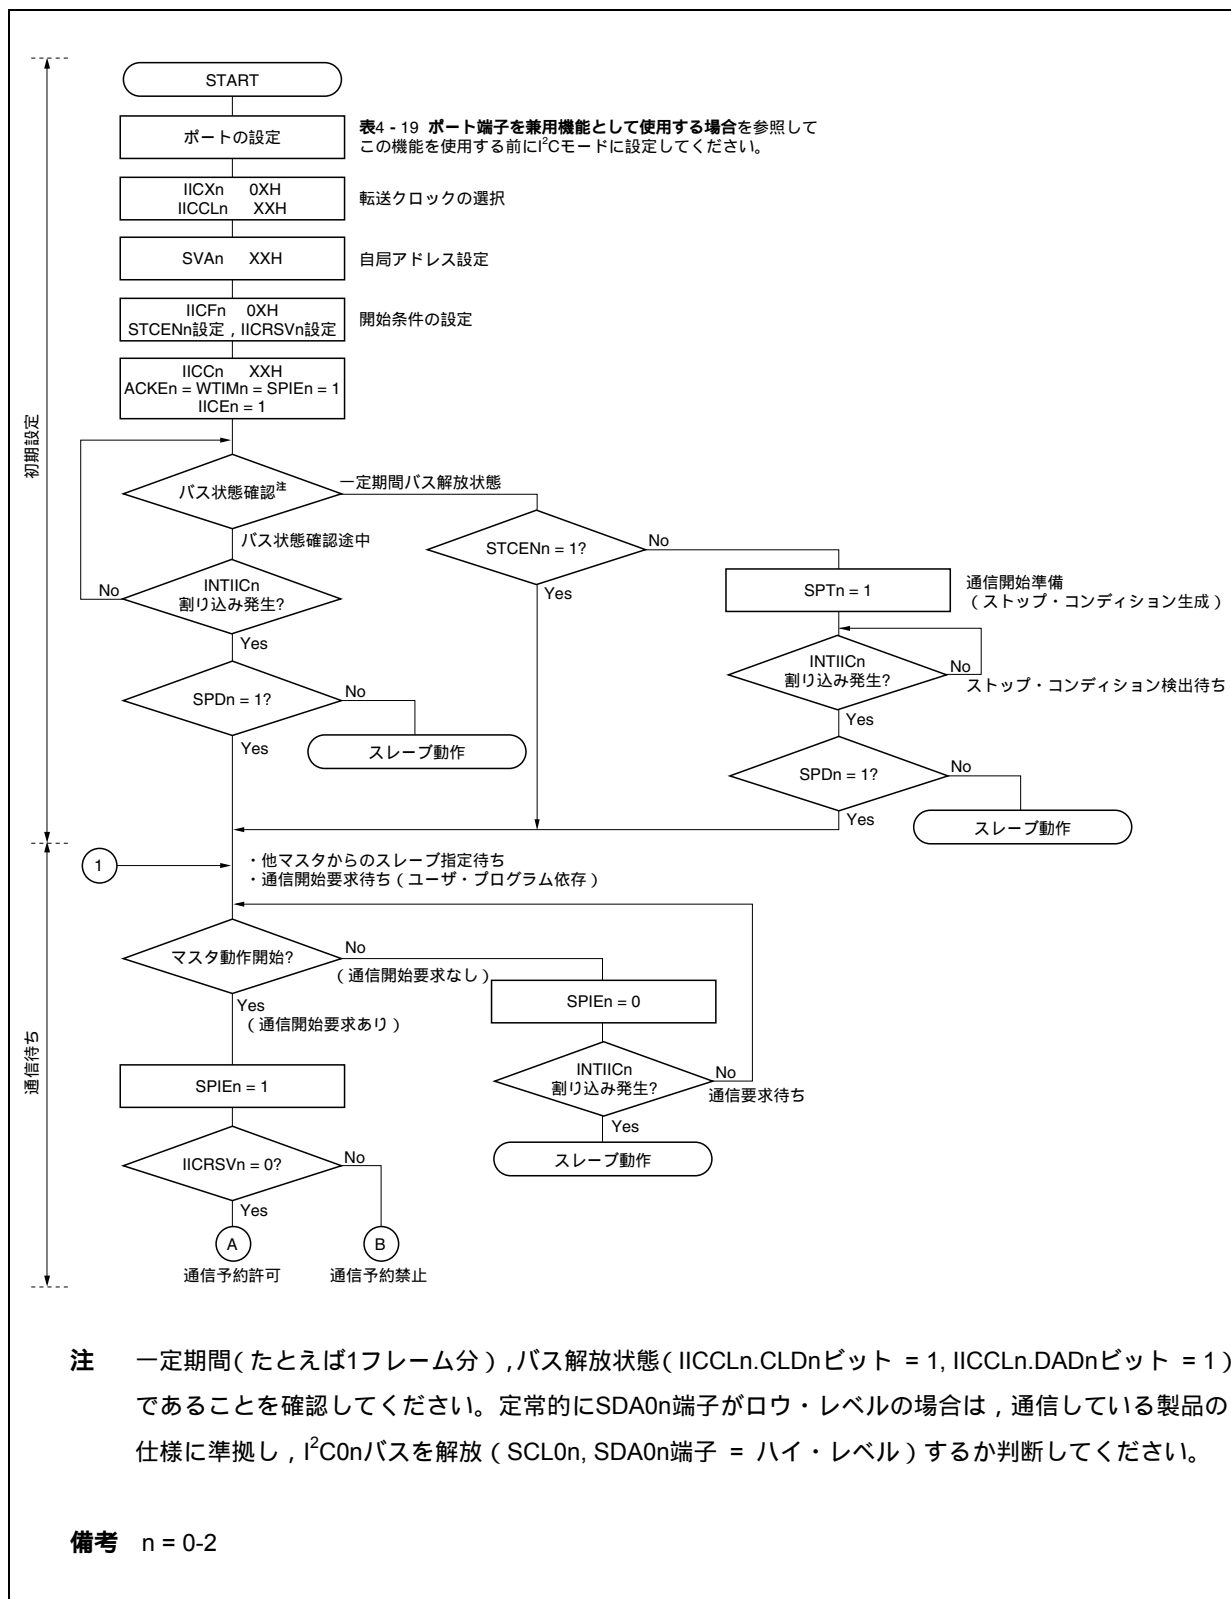 START
ポートの設定
表4 - 19 ポート端子を兼用機能として使用する場合を参照して
この機能を使用する前にI²Cモードに設定してください。
IICXn 0XH
IICCLn XXH
転送クロックの選択
SVAn XXH
自局アドレス設定
IICFn 0XH
STCENn設定 , IICRSVn設定
開始条件の設定
IICCn XXH
ACKEn = WTIMn = SPIEn = 1
IICEn = 1
初期設定
バス状態確認注
一定期間バス解放状態
バス状態確認途中
STCENn = 1?
No
Yes
INTIICn
割り込み発生?
No
Yes
SPTn = 1
通信開始準備
( ストップ・コンディション生成 )
INTIICn
割り込み発生?
No
ストップ・コンディション検出待ち
Yes
SPDn = 1?
No
Yes
スレーブ動作
SPDn = 1?
No
Yes
スレーブ動作
1
・他マスタからのスレーブ指定待ち
・通信開始要求待ち ( ユーザ・プログラム依存 )
マスタ動作開始?
No
( 通信開始要求なし )
Yes
( 通信開始要求あり )
SPIEn = 0
通信待ち
INTIICn
割り込み発生?
No
通信要求待ち
Yes
スレーブ動作
SPIEn = 1
IICRSVn = 0?
No
Yes
A
B
通信予約許可
通信予約禁止
注 一定期間 ( たとえば1フレーム分 ) , バス解放状態 ( IICCLn.CLDnビット = 1, IICCLn.DADnビット = 1 )
であることを確認してください。定常的にSDA0n端子がロウ・レベルの場合は , 通信している製品の
仕様に準拠し , I²C0nバスを解放 ( SCL0n, SDA0n端子 = ハイ・レベル ) するか判断してください。
備考 n = 0-2